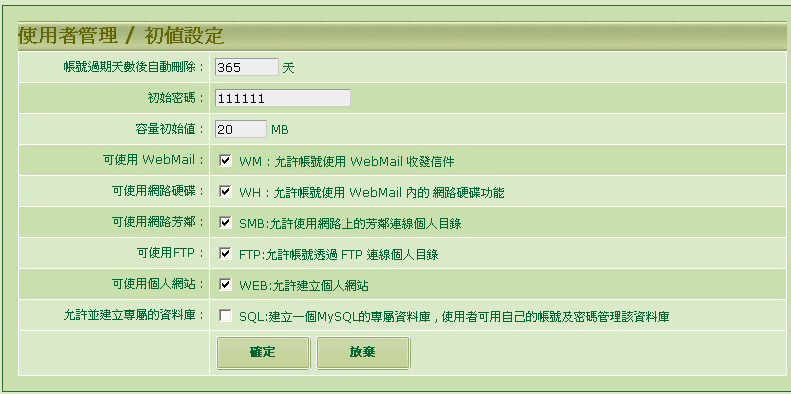 使用者管理 / 初值設定
帳號過期天數後自動刪除： 365 天
初始密碼： 111111
容量初始值： 20 MB
可使用 WebMail： WM：允許帳號使用 WebMail 收發信件
可使用網路硬碟： WH：允許帳號使用 WebMail 內的 網路硬碟功能
可使用網路芳鄰： SMB:允許使用網路上的芳鄰連線個人目錄
可使用FTP： FTP:允許帳號透過 FTP 連線個人目錄
可使用個人網站： WEB:允許建立個人網站
允許並建立專屬的資料庫： SQL:建立一個MySQL的專屬資料庫，使用者可用自己的帳號及密碼管理該資料庫
確定 放棄